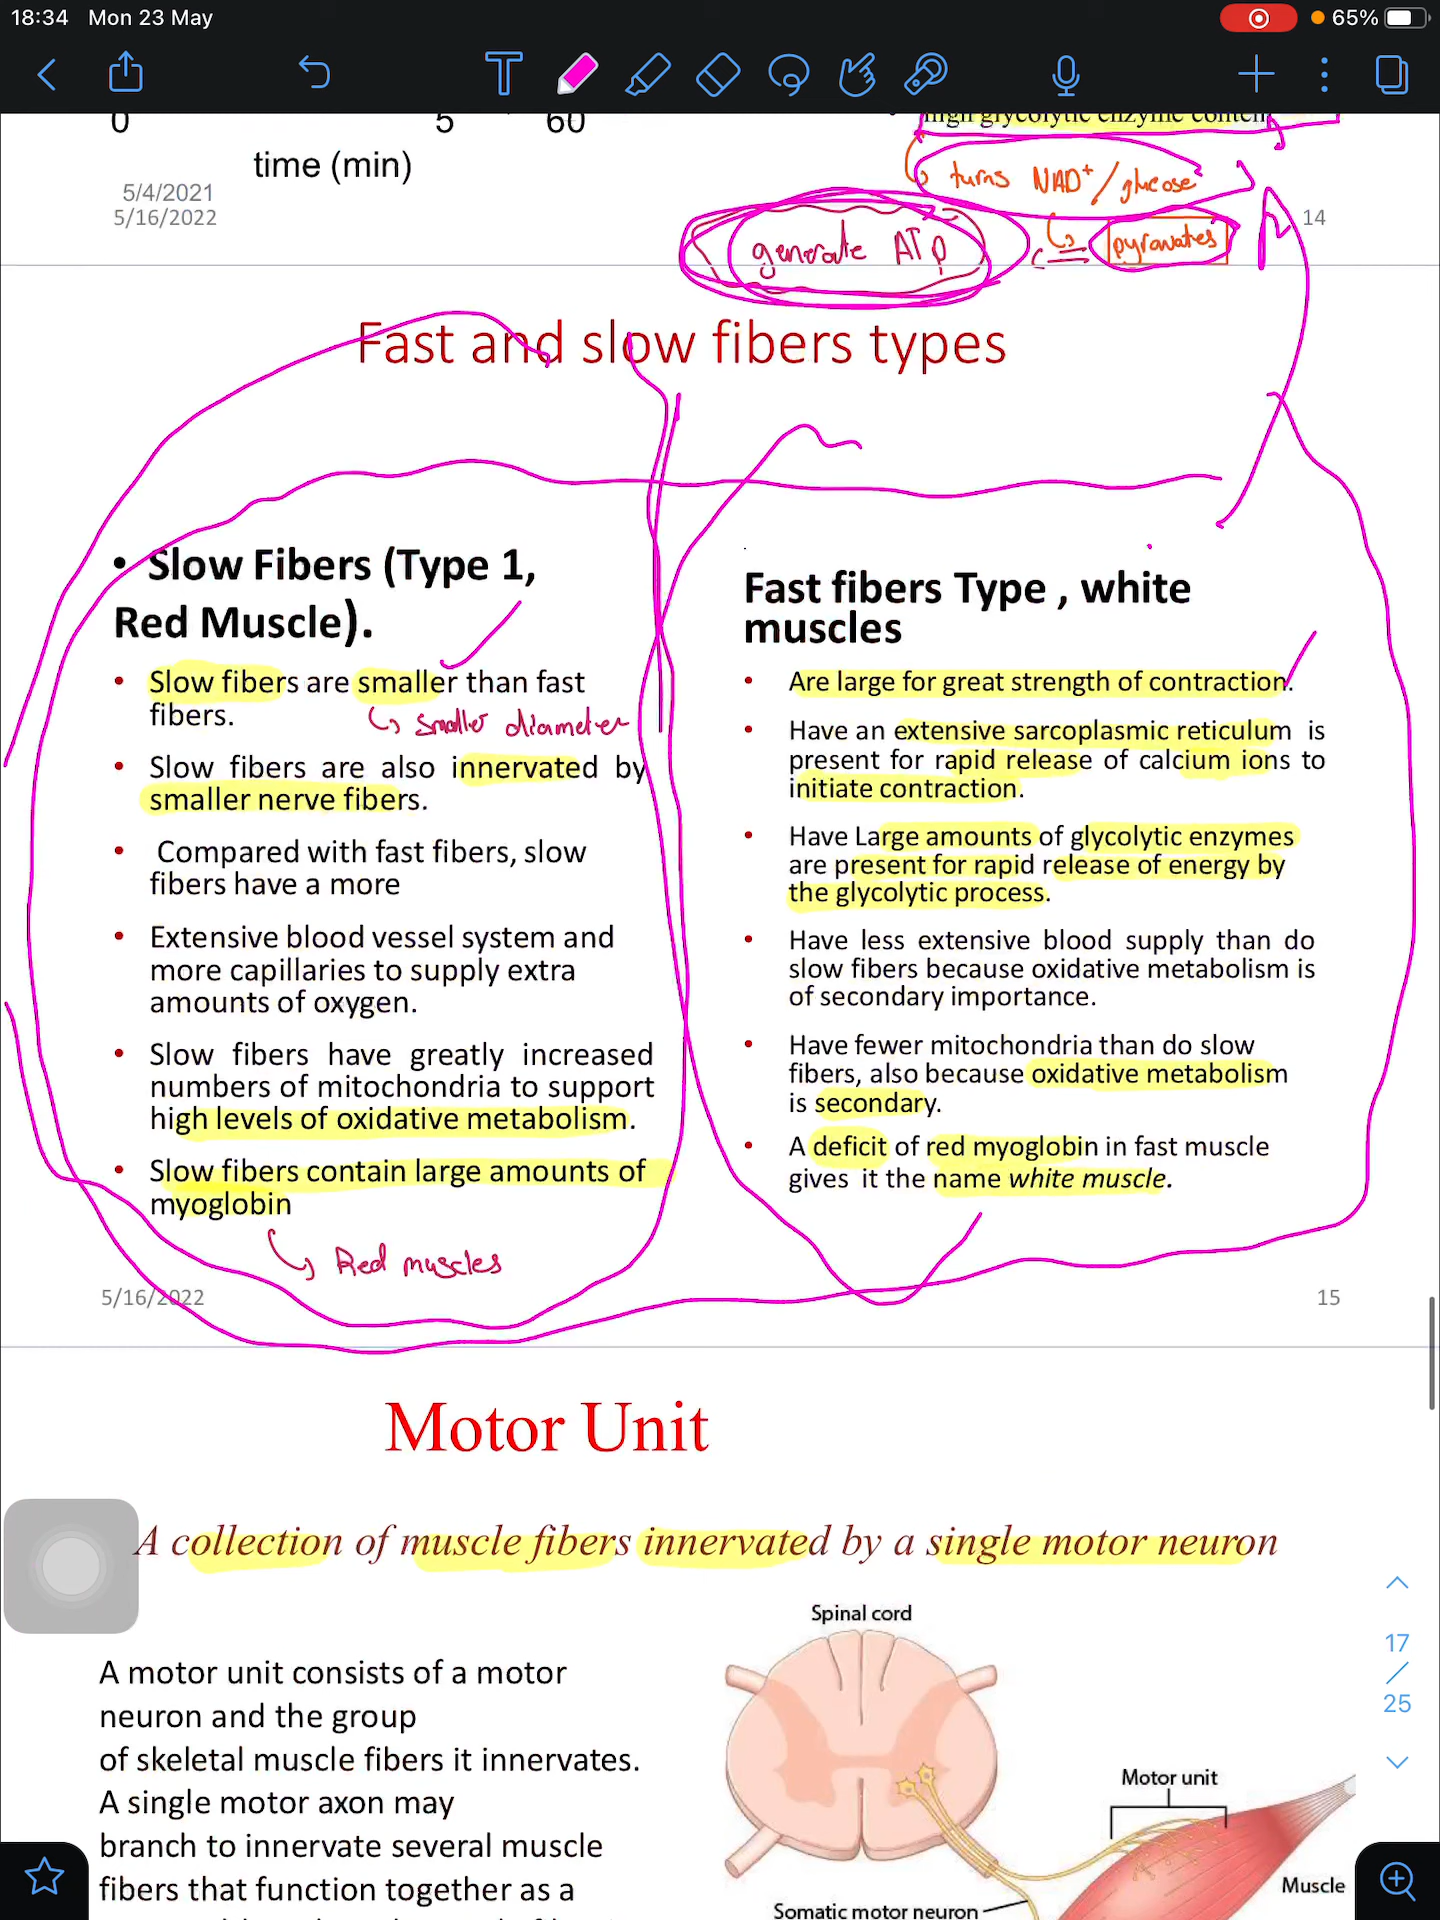 18:34 Mon 23 May
65%
0 5 60
high glycolytic enzyme content
time (min)
turns NAD+/glucose
5/4/2021
5/16/2022
14
generate ATP
pyruvates
Fast and slow fibers types
• Slow Fibers (Type 1,
Red Muscle).
• Slow fibers are smaller than fast
fibers.
↳ smaller diameter
• Slow fibers are also innervated by
smaller nerve fibers.
• Compared with fast fibers, slow
fibers have a more
• Extensive blood vessel system and
more capillaries to supply extra
amounts of oxygen.
• Slow fibers have greatly increased
numbers of mitochondria to support
high levels of oxidative metabolism.
• Slow fibers contain large amounts of
myoglobin
↳ Red muscles
5/16/2022
Fast fibers Type , white
muscles
• Are large for great strength of contraction.
• Have an extensive sarcoplasmic reticulum is
present for rapid release of calcium ions to
initiate contraction.
• Have Large amounts of glycolytic enzymes
are present for rapid release of energy by
the glycolytic process.
• Have less extensive blood supply than do
slow fibers because oxidative metabolism is
of secondary importance.
• Have fewer mitochondria than do slow
fibers, also because oxidative metabolism
is secondary.
• A deficit of red myoglobin in fast muscle
gives it the name white muscle.
15
Motor Unit
A collection of muscle fibers innervated by a single motor neuron
A motor unit consists of a motor
neuron and the group
of skeletal muscle fibers it innervates.
A single motor axon may
branch to innervate several muscle
fibers that function together as a
Spinal cord
Motor unit
Muscle
Somatic motor neuron
17
/
25